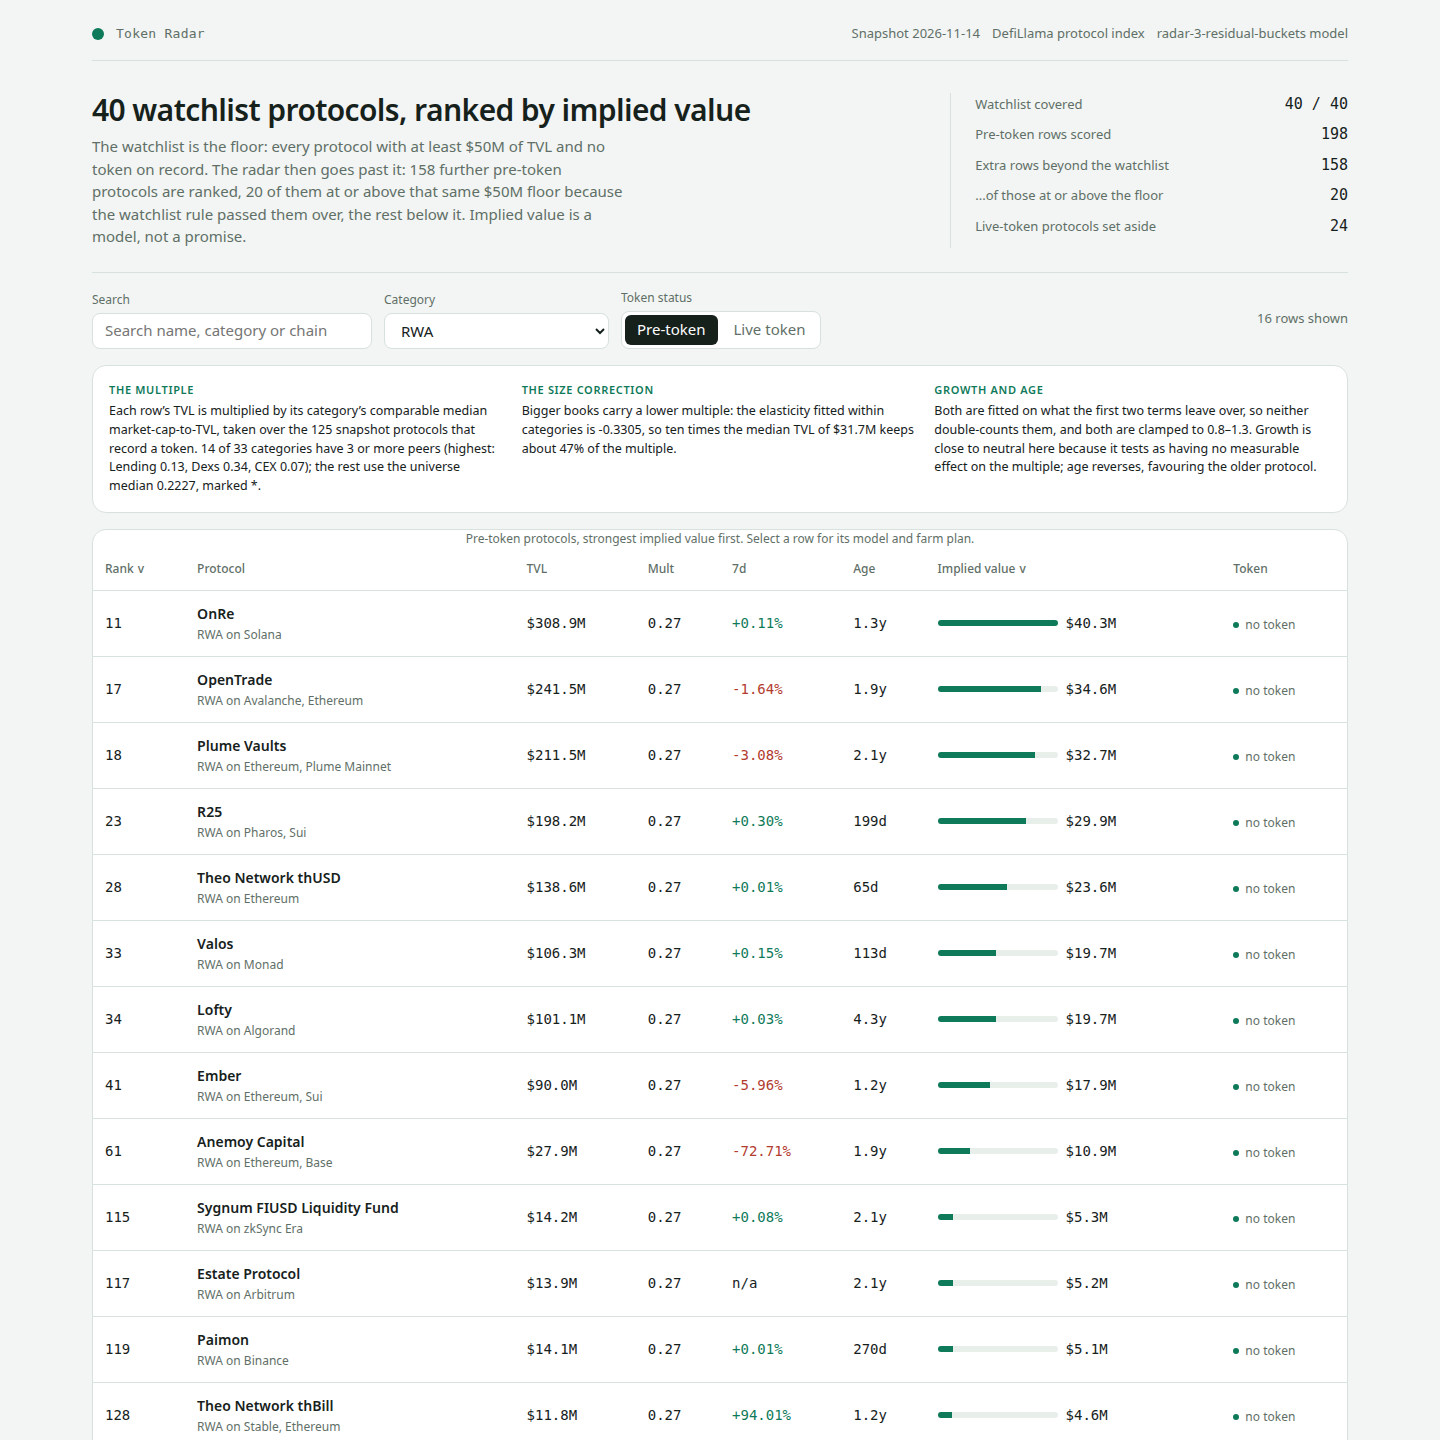 Token Radar
Snapshot 2026-11-14 DefiLlama protocol index radar-3-residual-buckets model
40 watchlist protocols, ranked by implied value
The watchlist is the floor: every protocol with at least $50M of TVL and no
token on record. The radar then goes past it: 158 further pre-token
protocols are ranked, 20 of them at or above that same $50M floor because
the watchlist rule passed them over, the rest below it. Implied value is a
model, not a promise.
Watchlist covered 40 / 40
Pre-token rows scored 198
Extra rows beyond the watchlist 158
...of those at or above the floor 20
Live-token protocols set aside 24
Search
Search name, category or chain
Category
RWA
Token status
Pre-token Live token
16 rows shown
THE MULTIPLE
Each row's TVL is multiplied by its category's comparable median
market-cap-to-TVL, taken over the 125 snapshot protocols that
record a token. 14 of 33 categories have 3 or more peers (highest:
Lending 0.13, Dexs 0.34, CEX 0.07); the rest use the universe
median 0.2227, marked *.
THE SIZE CORRECTION
Bigger books carry a lower multiple: the elasticity fitted within
categories is -0.3305, so ten times the median TVL of $31.7M keeps
about 47% of the multiple.
GROWTH AND AGE
Both are fitted on what the first two terms leave over, so neither
double-counts them, and both are clamped to 0.8–1.3. Growth is
close to neutral here because it tests as having no measurable
effect on the multiple; age reverses, favouring the older protocol.
Pre-token protocols, strongest implied value first. Select a row for its model and farm plan.
Rank v Protocol TVL Mult 7d Age Implied value v Token
11 OnRe $308.9M 0.27 +0.11% 1.3y $40.3M no token
RWA on Solana
17 OpenTrade $241.5M 0.27 -1.64% 1.9y $34.6M no token
RWA on Avalanche, Ethereum
18 Plume Vaults $211.5M 0.27 -3.08% 2.1y $32.7M no token
RWA on Ethereum, Plume Mainnet
23 R25 $198.2M 0.27 +0.30% 199d $29.9M no token
RWA on Pharos, Sui
28 Theo Network thUSD $138.6M 0.27 +0.01% 65d $23.6M no token
RWA on Ethereum
33 Valos $106.3M 0.27 +0.15% 113d $19.7M no token
RWA on Monad
34 Lofty $101.1M 0.27 +0.03% 4.3y $19.7M no token
RWA on Algorand
41 Ember $90.0M 0.27 -5.96% 1.2y $17.9M no token
RWA on Ethereum, Sui
61 Anemoy Capital $27.9M 0.27 -72.71% 1.9y $10.9M no token
RWA on Ethereum, Base
115 Sygnum FIUSD Liquidity Fund $14.2M 0.27 +0.08% 2.1y $5.3M no token
RWA on zkSync Era
117 Estate Protocol $13.9M 0.27 n/a 2.1y $5.2M no token
RWA on Arbitrum
119 Paimon $14.1M 0.27 +0.01% 270d $5.1M no token
RWA on Binance
128 Theo Network thBill $11.8M 0.27 +94.01% 1.2y $4.6M no token
RWA on Stable, Ethereum